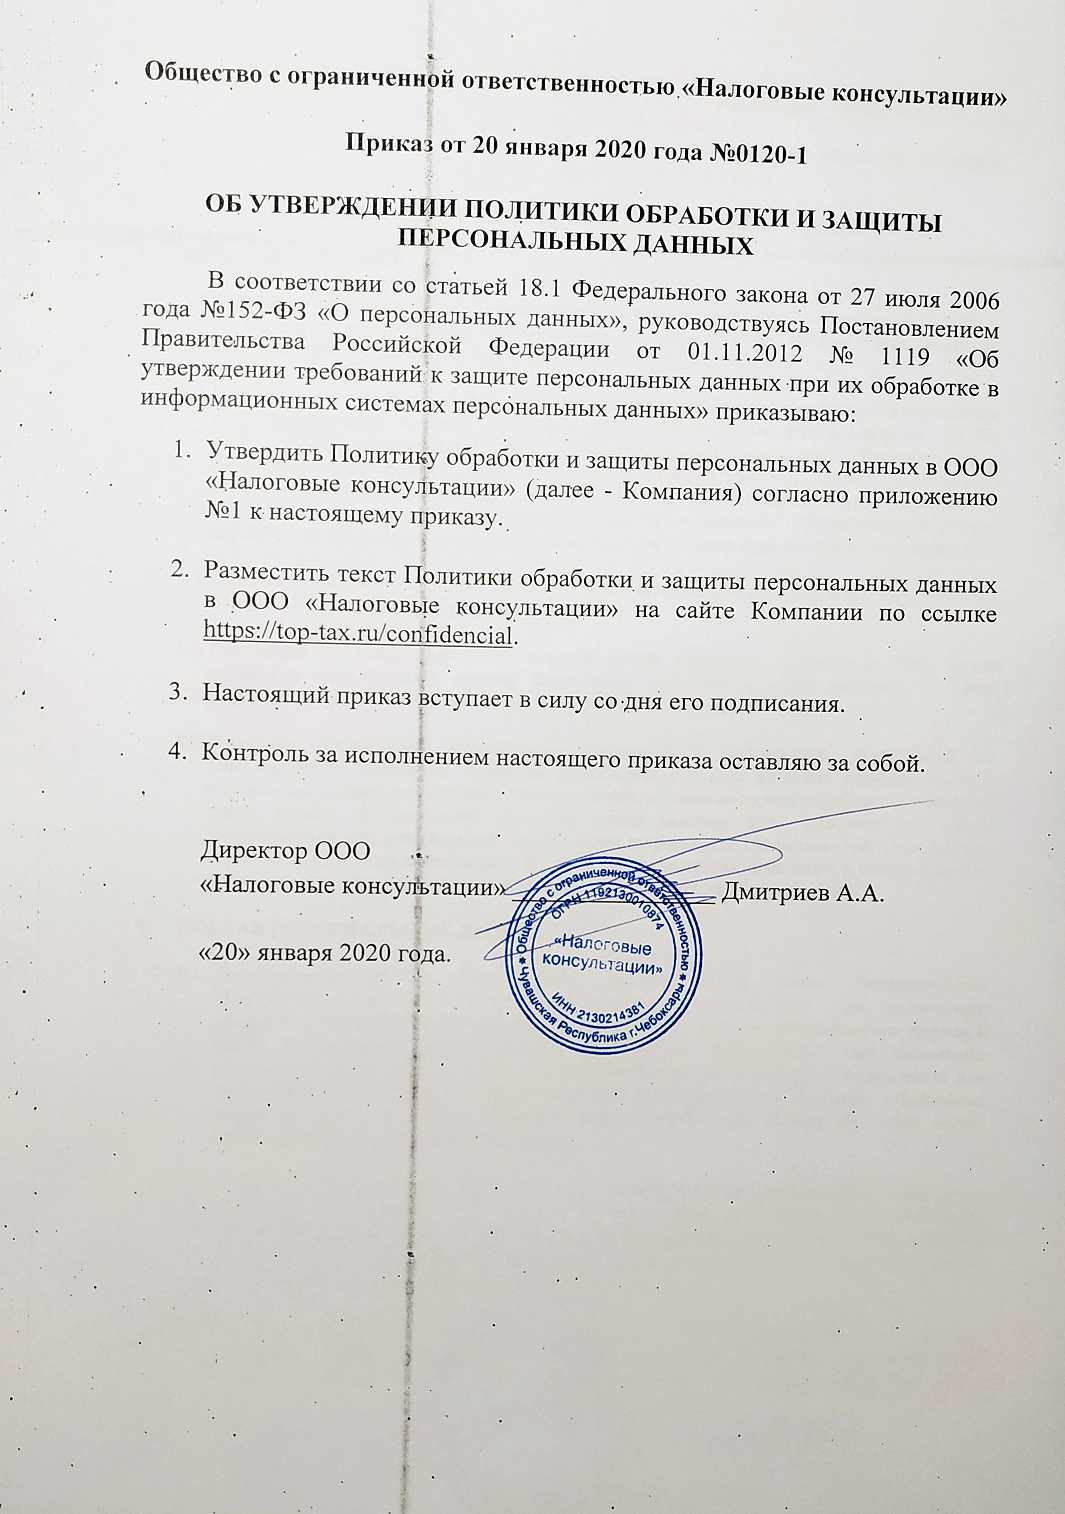 Общество с ограниченной ответственностью «Налоговые консультации»
Приказ от 20 января 2020 года №0120-1
ОБ УТВЕРЖДЕНИИ ПОЛИТИКИ ОБРАБОТКИ И ЗАЩИТЫ
ПЕРСОНАЛЬНЫХ ДАННЫХ
В соответствии со статьей 18.1 Федерального закона от 27 июля 2006
года №152-ФЗ «О персональных данных», руководствуясь Постановлением
Правительства Российской Федерации от 01.11.2012 № 1119 «Об
утверждении требований к защите персональных данных при их обработке в
информационных системах персональных данных» приказываю:
1. Утвердить Политику обработки и защиты персональных данных в ООО
«Налоговые консультации» (далее - Компания) согласно приложению
№1 к настоящему приказу.
2. Разместить текст Политики обработки и защиты персональных данных
в ООО «Налоговые консультации» на сайте Компании по ссылке
https://top-tax.ru/confidencial.
3. Настоящий приказ вступает в силу со дня его подписания.
4. Контроль за исполнением настоящего приказа оставляю за собой.
Директор ООО
«Налоговые консультации» Дмитриев А.А.
«20» января 2020 года.
Общество с ограниченной ответственностью
ОГРН 1192130010874
«Налоговые
консультации»
ИНН 2130214381
Чувашская Республика г.Чебоксары